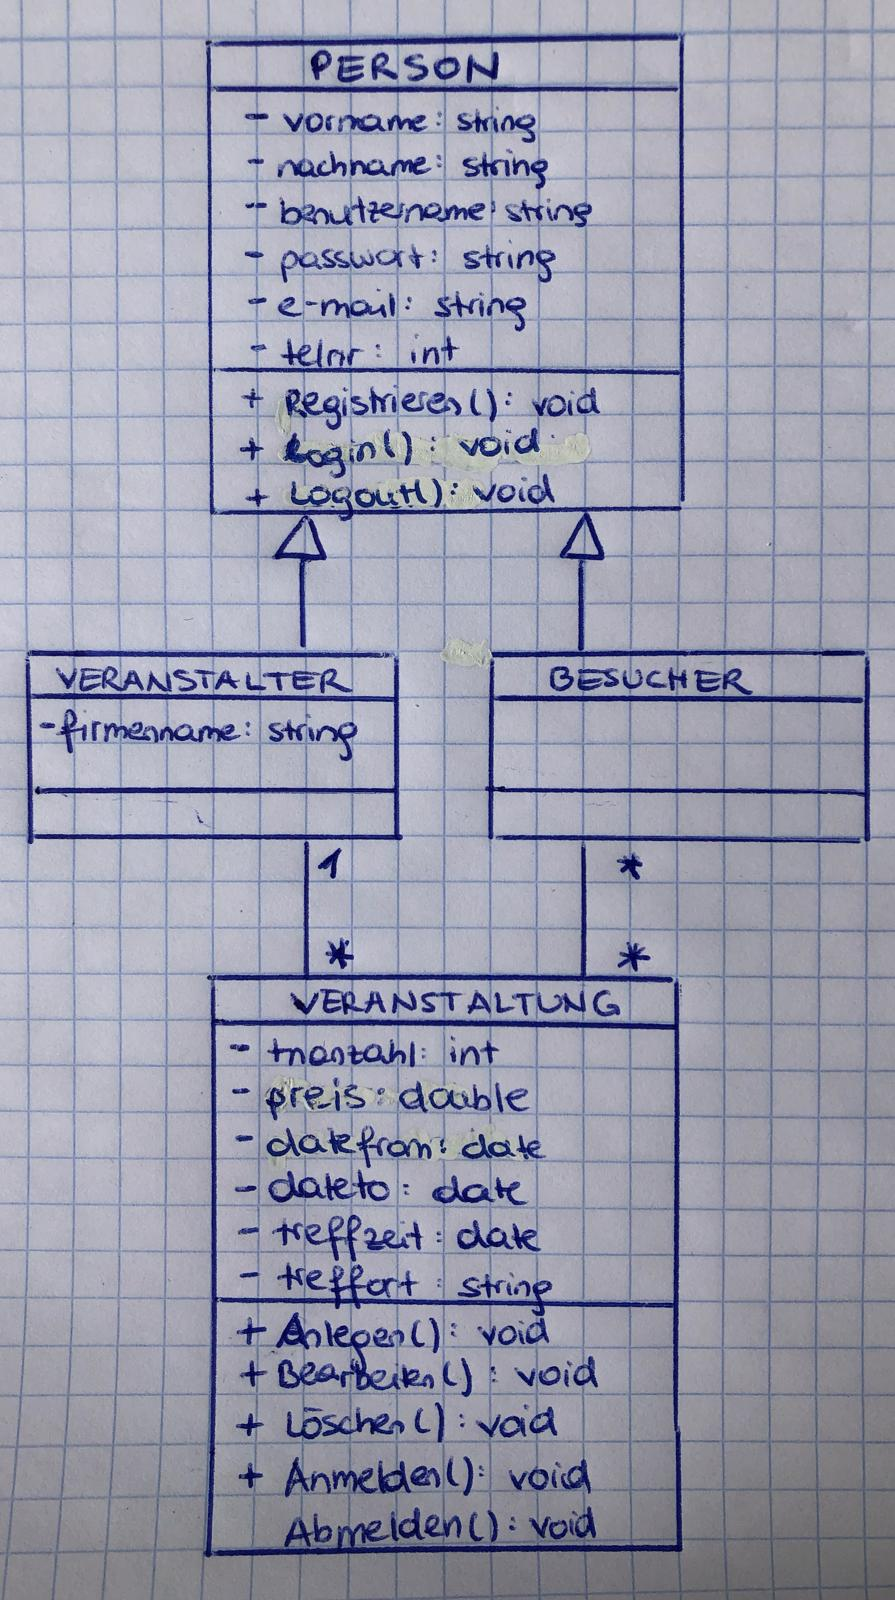 PERSON
- vorname: string
- nachname: string
- benutzername: string
- passwort: string
- e-mail: string
- telnr: int
+ Registrieren(): void
+ Login(): void
+ Logout(): void
VERANSTALTER
- firmenname: string
BESUCHER
1
*
*
*
VERANSTALTUNG
- tnanzahl: int
- preis: double
- datefrom: date
- dateto: date
- treffzeit: date
- treffort: string
+ Anlegen(): void
+ Bearbeiten(): void
+ Löschen(): void
+ Anmelden(): void
Abmelden(): void